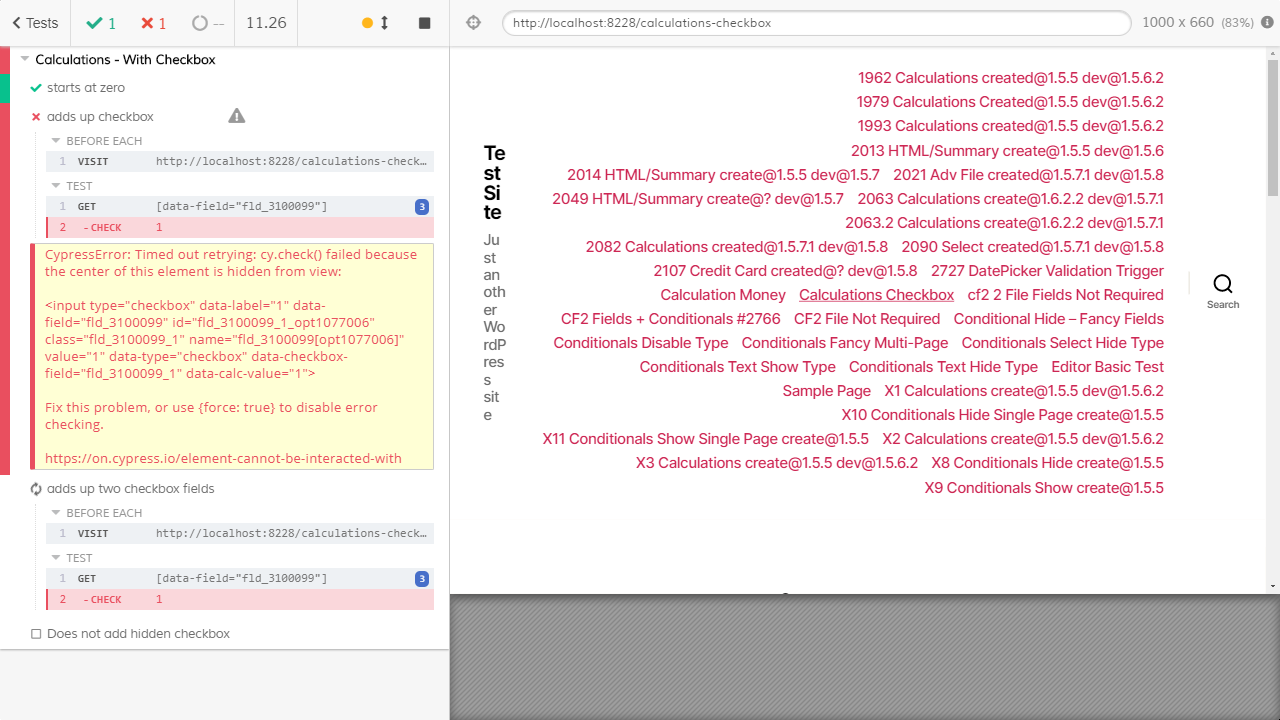 Tests
1
1
--
11.26
http://localhost:8228/calculations-checkbox
1000 x 660 (83%)
Calculations - With Checkbox
starts at zero
adds up checkbox
BEFORE EACH
1 VISIT http://localhost:8228/calculations-check…
TEST
1 GET [data-field="fld_3100099"] 3
2 - CHECK 1
CypressError: Timed out retrying: cy.check() failed because
the center of this element is hidden from view:
<input type="checkbox" data-label="1" data-
field="fld_3100099" id="fld_3100099_1_opt1077006"
class="fld_3100099_1" name="fld_3100099[opt1077006]"
value="1" data-type="checkbox" data-checkbox-
field="fld_3100099_1" data-calc-value="1">
Fix this problem, or use {force: true} to disable error
checking.
https://on.cypress.io/element-cannot-be-interacted-with
adds up two checkbox fields
BEFORE EACH
1 VISIT http://localhost:8228/calculations-check…
TEST
1 GET [data-field="fld_3100099"] 3
2 - CHECK 1
Does not add hidden checkbox
Te
st
Si
te
Ju
st
an
oth
er
Wo
rdP
res
s
sit
e
1962 Calculations created@1.5.5 dev@1.5.6.2
1979 Calculations Created@1.5.5 dev@1.5.6.2
1993 Calculations created@1.5.5 dev@1.5.6.2
2013 HTML/Summary create@1.5.5 dev@1.5.6
2014 HTML/Summary create@1.5.5 dev@1.5.7 2021 Adv File created@1.5.7.1 dev@1.5.8
2049 HTML/Summary create@? dev@1.5.7 2063 Calculations create@1.6.2.2 dev@1.5.7.1
2063.2 Calculations create@1.6.2.2 dev@1.5.7.1
2082 Calculations created@1.5.7.1 dev@1.5.8 2090 Select created@1.5.7.1 dev@1.5.8
2107 Credit Card created@? dev@1.5.8 2727 DatePicker Validation Trigger
Calculation Money Calculations Checkbox cf2 2 File Fields Not Required
CF2 Fields + Conditionals #2766 CF2 File Not Required Conditional Hide – Fancy Fields
Conditionals Disable Type Conditionals Fancy Multi-Page Conditionals Select Hide Type
Conditionals Text Show Type Conditionals Text Hide Type Editor Basic Test
Sample Page X1 Calculations create@1.5.5 dev@1.5.6.2
X10 Conditionals Hide Single Page create@1.5.5
X11 Conditionals Show Single Page create@1.5.5 X2 Calculations create@1.5.5 dev@1.5.6.2
X3 Calculations create@1.5.5 dev@1.5.6.2 X8 Conditionals Hide create@1.5.5
X9 Conditionals Show create@1.5.5
Search